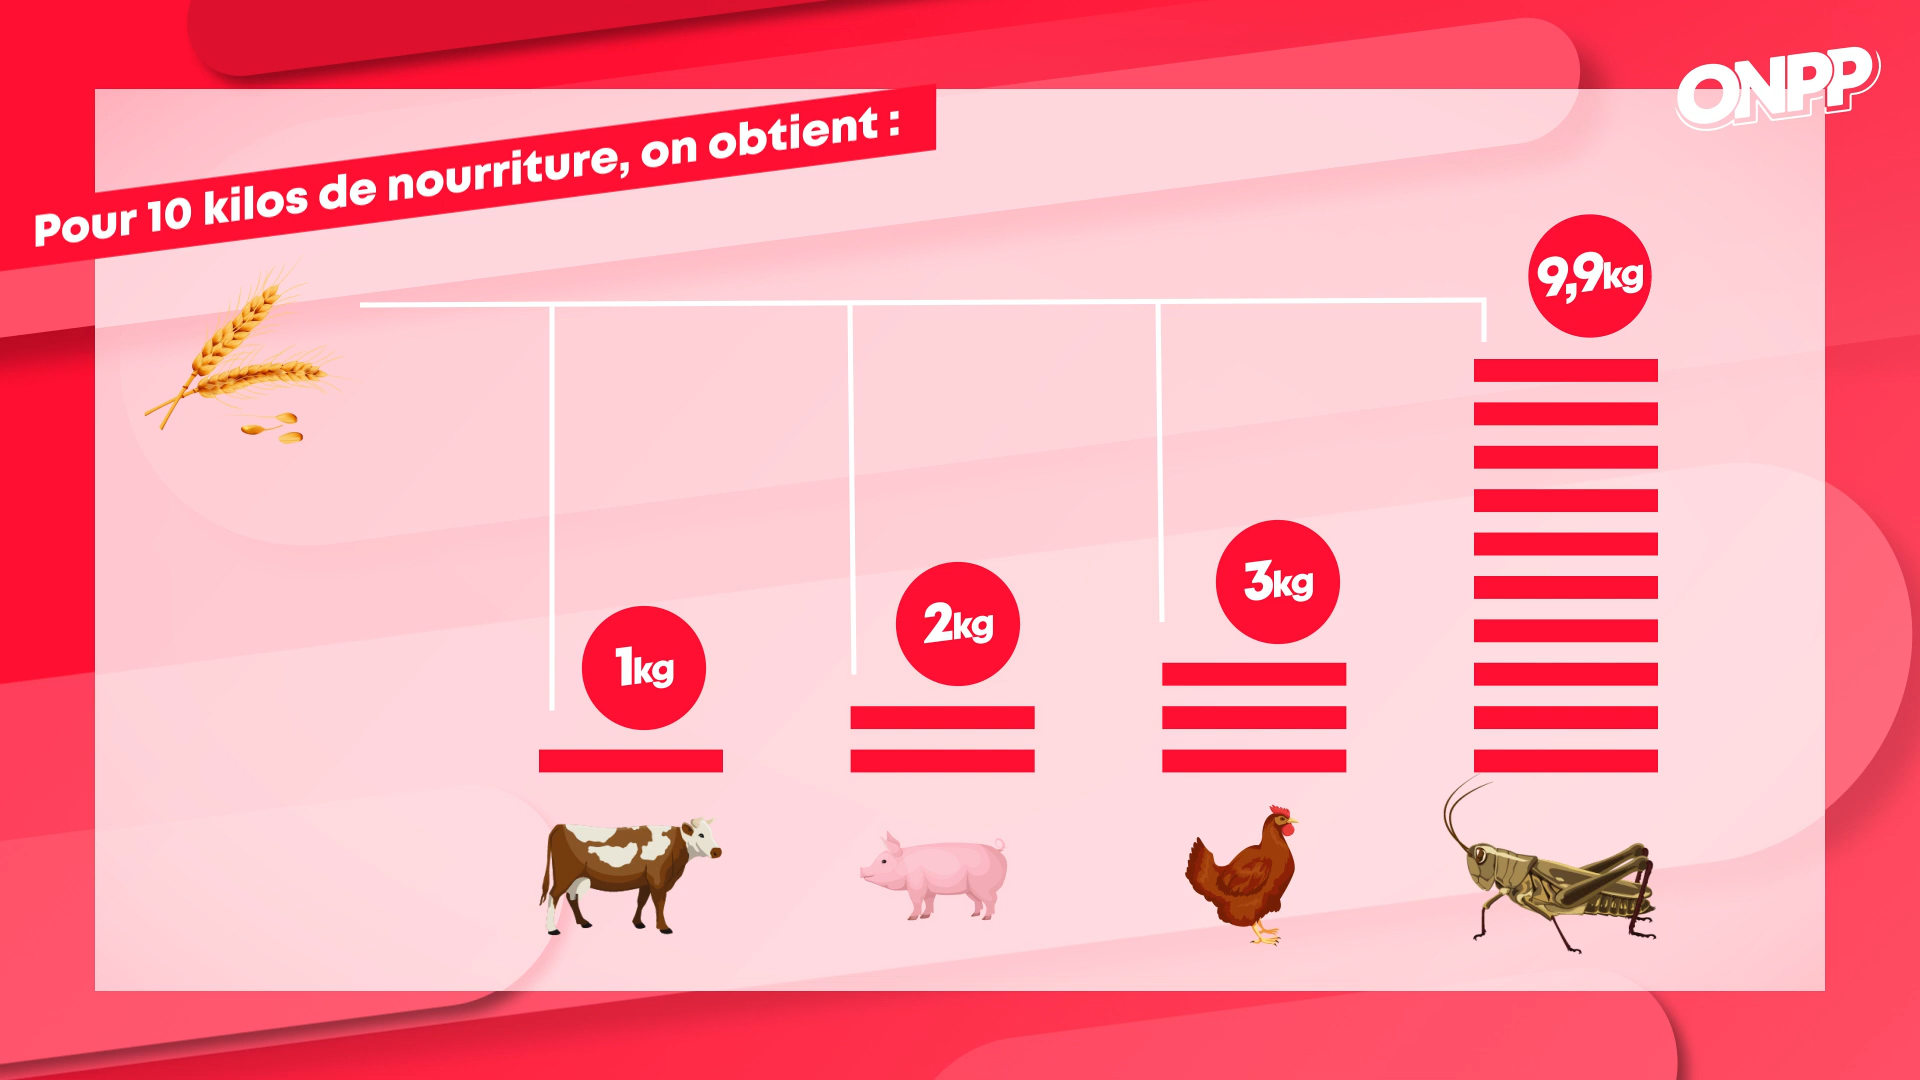 ONPP
Pour 10 kilos de nourriture, on obtient :
9,9kg
3kg
2kg
1kg